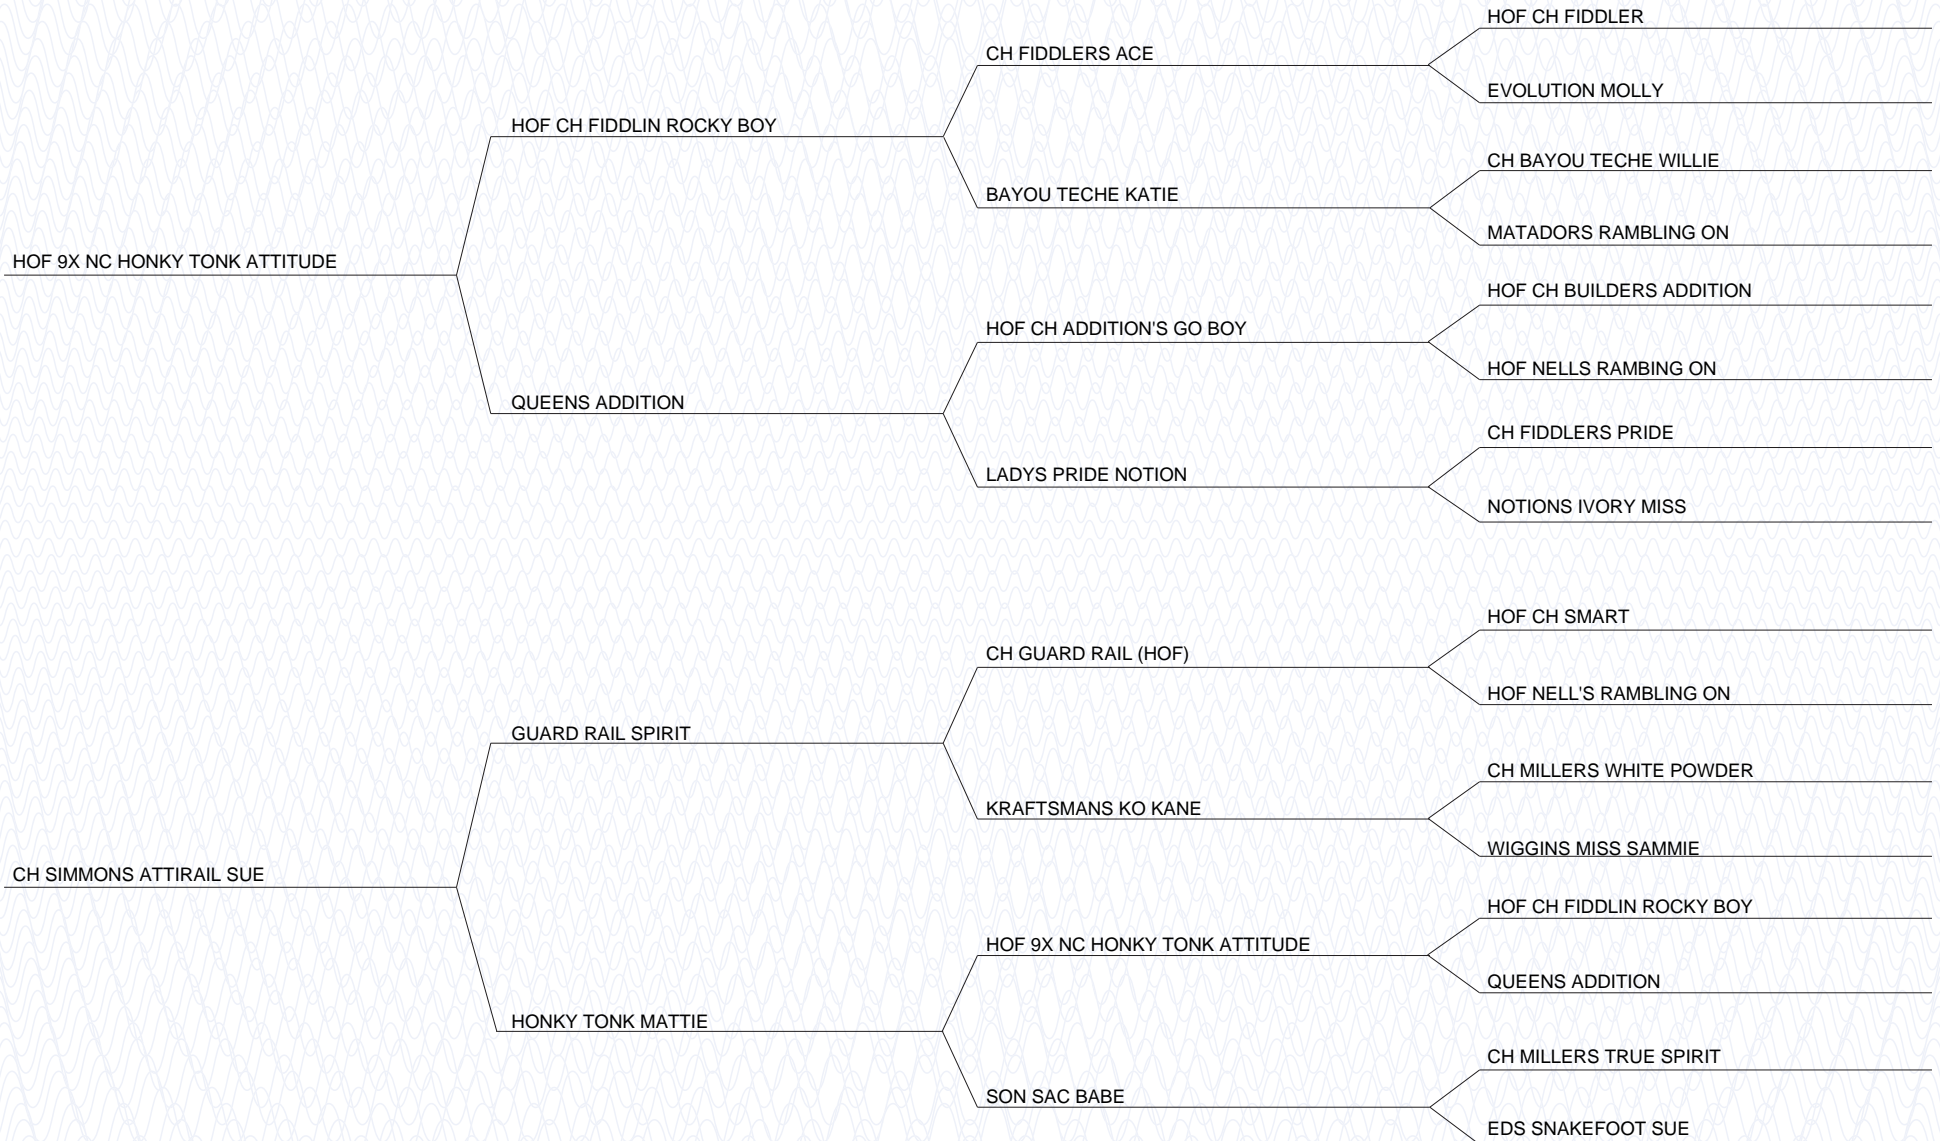 HOF CH FIDDLER
CH FIDDLERS ACE
EVOLUTION MOLLY
HOF CH FIDDLIN ROCKY BOY
CH BAYOU TECHE WILLIE
BAYOU TECHE KATIE
MATADORS RAMBLING ON
HOF 9X NC HONKY TONK ATTITUDE
HOF CH BUILDERS ADDITION
HOF CH ADDITION'S GO BOY
HOF NELLS RAMBING ON
QUEENS ADDITION
CH FIDDLERS PRIDE
LADYS PRIDE NOTION
NOTIONS IVORY MISS
HOF CH SMART
CH GUARD RAIL (HOF)
HOF NELL'S RAMBLING ON
GUARD RAIL SPIRIT
CH MILLERS WHITE POWDER
KRAFTSMANS KO KANE
WIGGINS MISS SAMMIE
CH SIMMONS ATTIRAIL SUE
HOF CH FIDDLIN ROCKY BOY
HOF 9X NC HONKY TONK ATTITUDE
QUEENS ADDITION
HONKY TONK MATTIE
CH MILLERS TRUE SPIRIT
SON SAC BABE
EDS SNAKEFOOT SUE